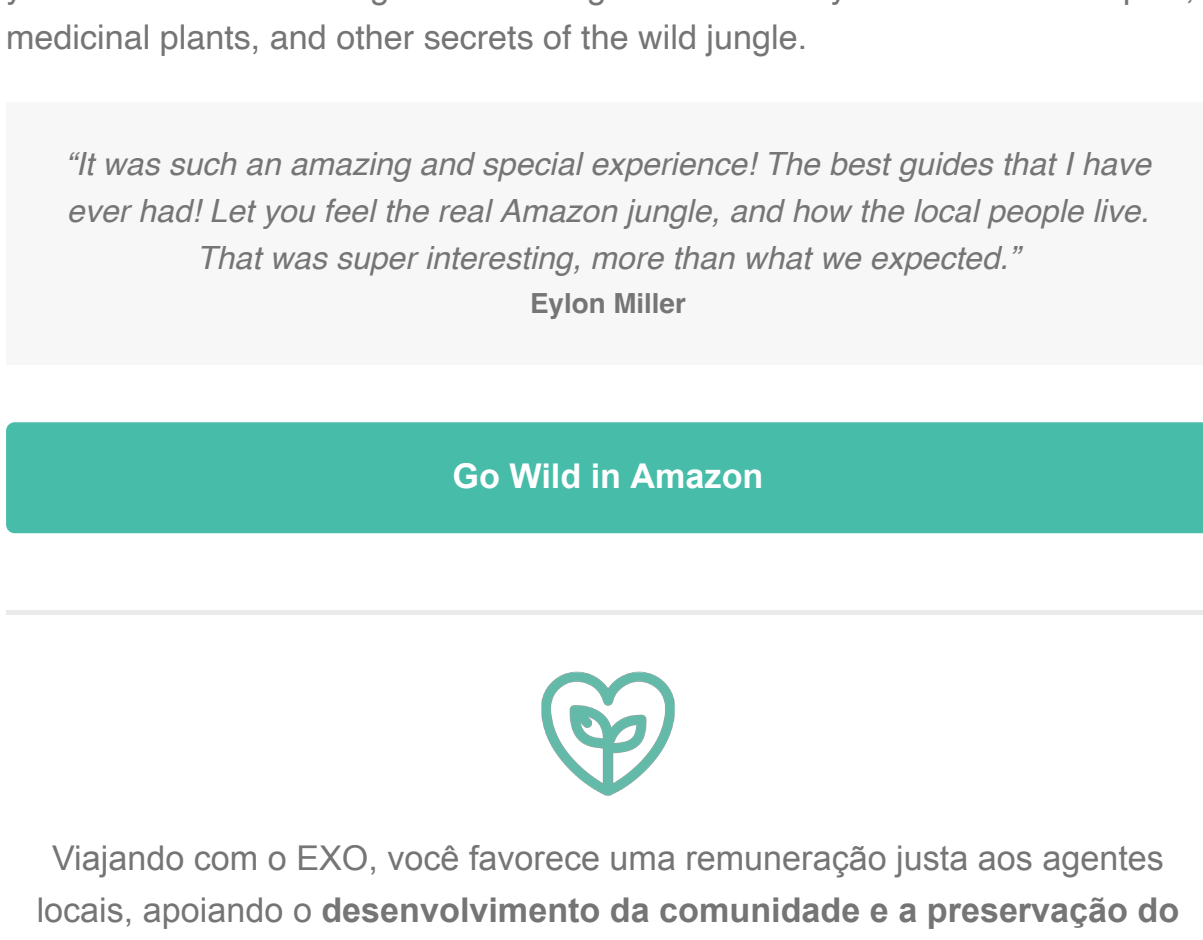 medicinal plants, and other secrets of the wild jungle.
“It was such an amazing and special experience! The best guides that I have
ever had! Let you feel the real Amazon jungle, and how the local people live.
That was super interesting, more than what we expected.”
Eylon Miller
Go Wild in Amazon
Viajando com o EXO, você favorece uma remuneração justa aos agentes
locais, apoiando o desenvolvimento da comunidade e a preservação do